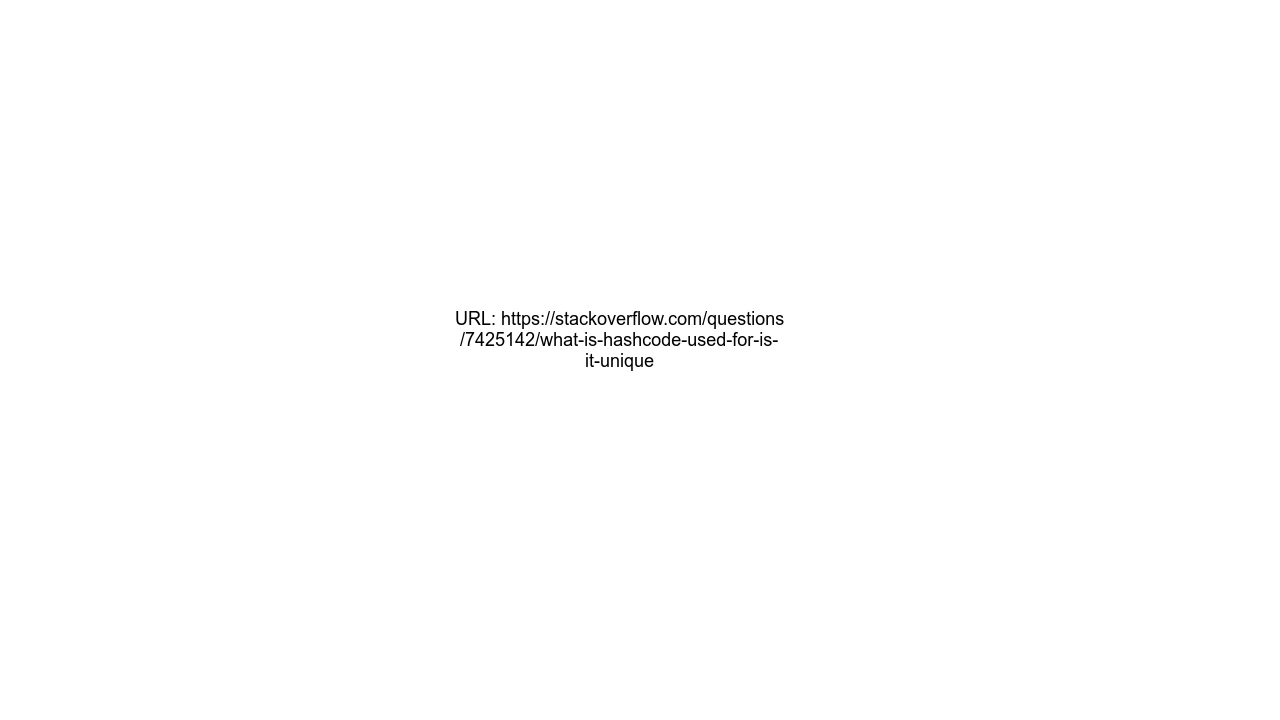 URL: https://stackoverflow.com/questions
/7425142/what-is-hashcode-used-for-is-
it-unique